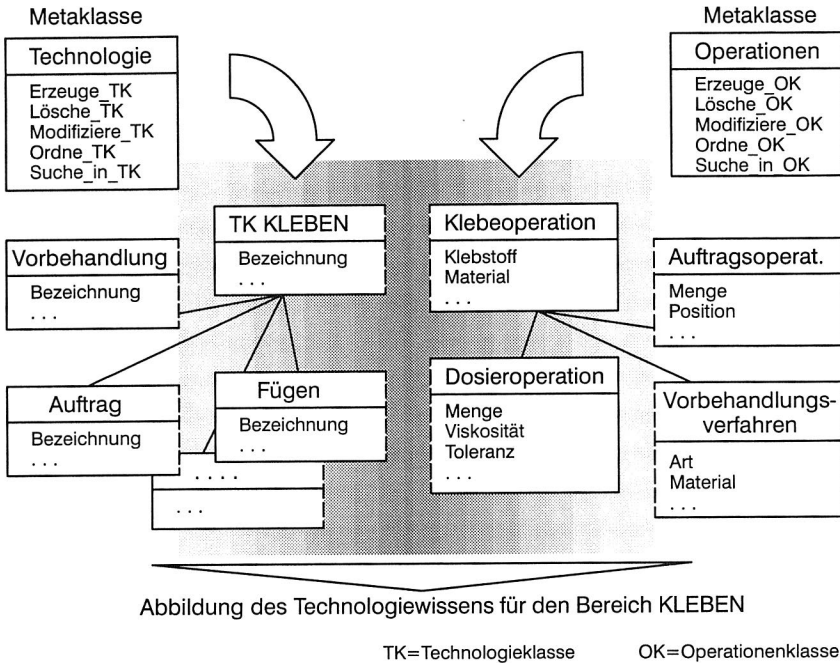 Metaklasse
Technologie
Erzeuge_TK
Lösche_TK
Modifiziere_TK
Ordne_TK
Suche_in_TK
Metaklasse
Operationen
Erzeuge_OK
Lösche_OK
Modifiziere_OK
Ordne_OK
Suche_in_OK
TK KLEBEN
Bezeichnung
. . .
Vorbehandlung
Bezeichnung
. . .
Auftrag
Bezeichnung
. . .
Fügen
Bezeichnung
. . .
. . . .
. . .
Klebeoperation
Klebstoff
Material
. . .
Auftragsoperat.
Menge
Position
. . .
Dosieroperation
Menge
Viskosität
Toleranz
. . .
Vorbehandlungs-
verfahren
Art
Material
. . .
Abbildung des Technologiewissens für den Bereich KLEBEN
TK=Technologieklasse OK=Operationenklasse